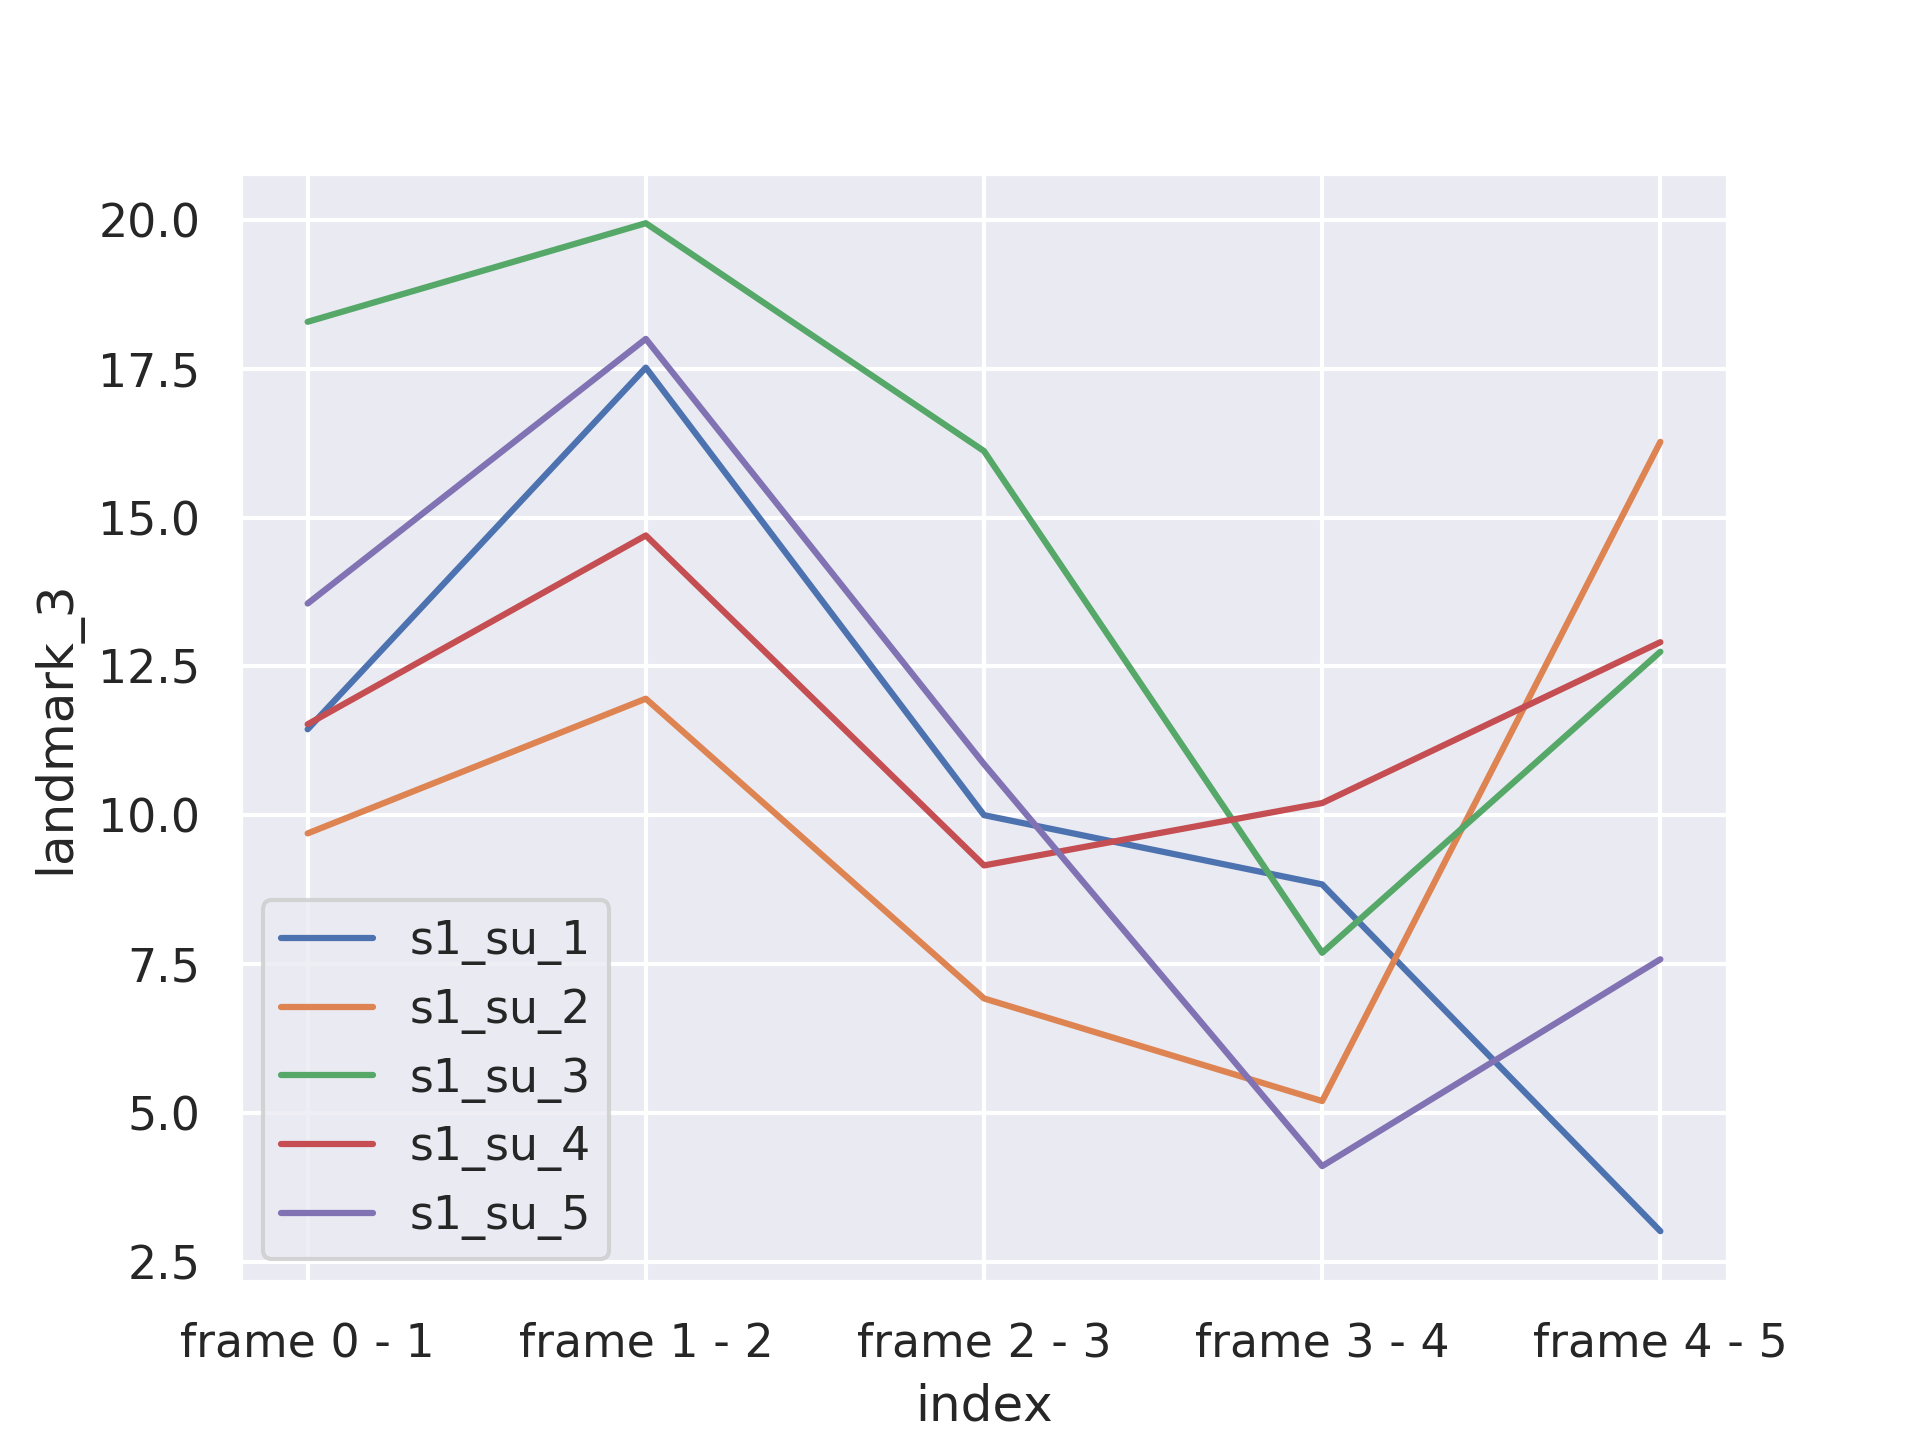 20.0
17.5
15.0
12.5
10.0
7.5
5.0
2.5
landmark_3
s1_su_1
s1_su_2
s1_su_3
s1_su_4
s1_su_5
frame 0 - 1 frame 1 - 2 frame 2 - 3 frame 3 - 4 frame 4 - 5
index